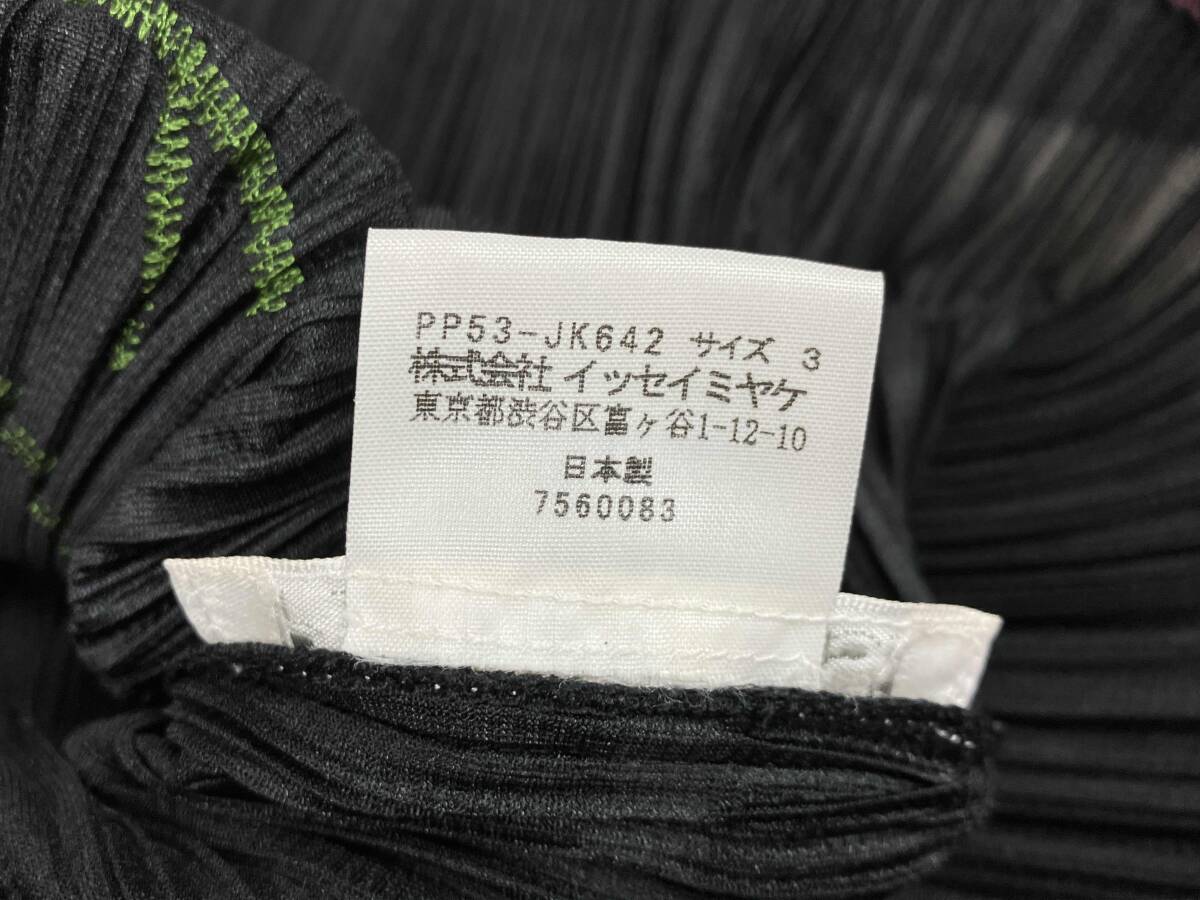 PP53-JK642 サイズ 3
株式会社イッセイミヤケ
東京都渋谷区富ヶ谷1-12-10
日本製
7560083